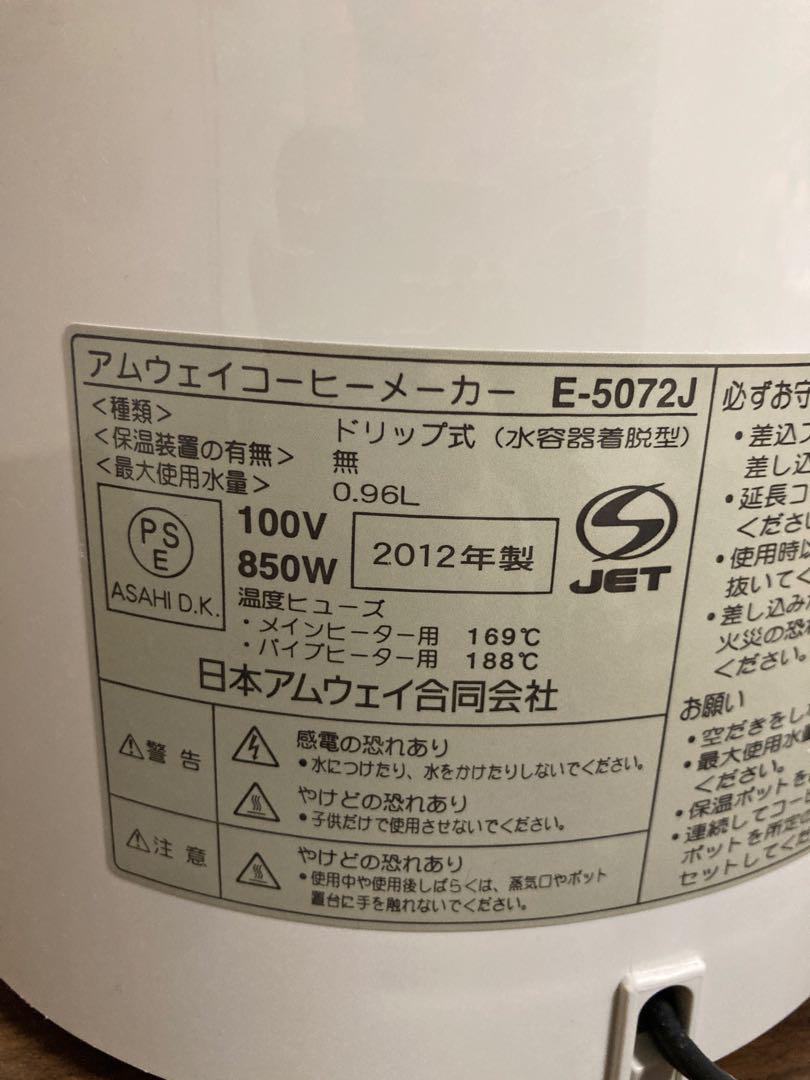 アムウェイコーヒーメーカー E-5072J
<種類> ドリップ式（水容器着脱型）
<保温装置の有無> 無
<最大使用水量> 0.96L
PS
E
ASAHI D.K.
100V
850W
2012年製
JET
温度ヒューズ
・メインヒーター用 169℃
・パイプヒーター用 188℃
日本アムウェイ合同会社
⚠警告
感電の恐れあり
・水につけたり、水をかけたりしないでください。
やけどの恐れあり
・子供だけで使用させないでください。
⚠注意
やけどの恐れあり
・使用中や使用後しばらくは、蒸気口やポット
置台に手を触れないでください。
必ずお守
・差込プ
差し込
・延長コ
くださ
・使用時以
抜いてく
・差し込み
火災の恐れ
ください。
お願い
・空だきをし
・最大使用水量
ください。
・保温ポットを
・連続してコー
ポットを所定の
セットしてくだ